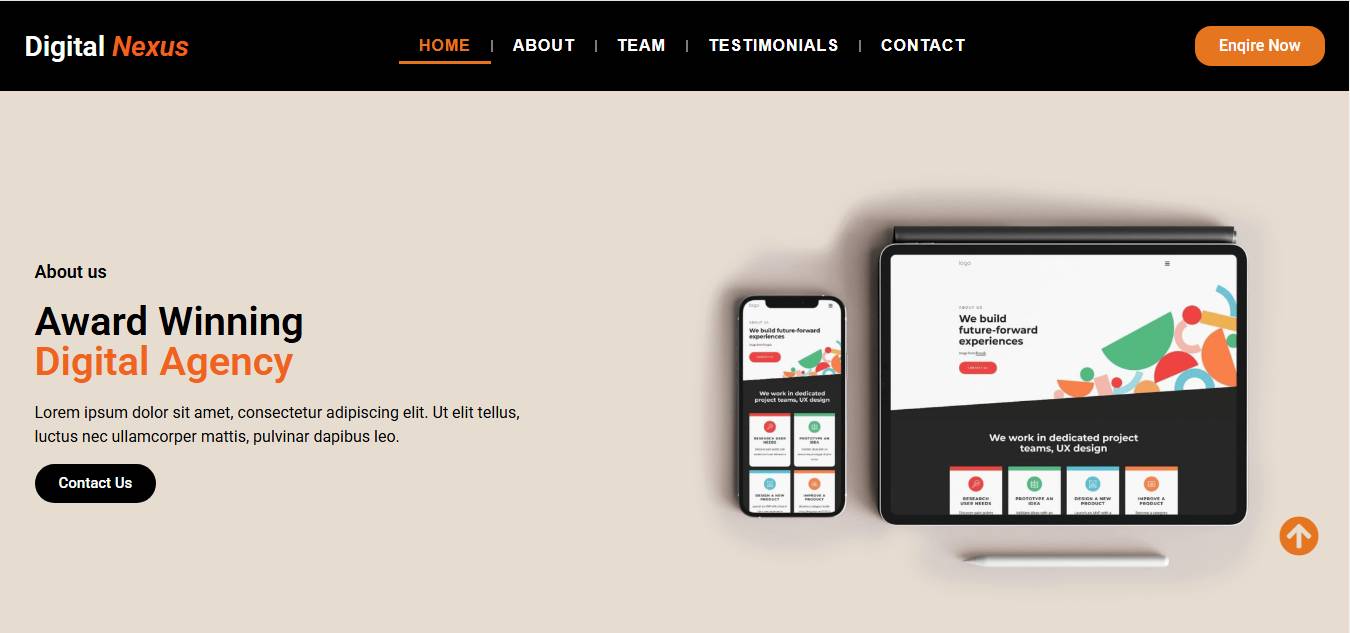 Digital Nexus
HOME | ABOUT | TEAM | TESTIMONIALS | CONTACT
Enqire Now
About us
Award Winning
Digital Agency
Lorem ipsum dolor sit amet, consectetur adipiscing elit. Ut elit tellus,
luctus nec ullamcorper mattis, pulvinar dapibus leo.
Contact Us
logo
We build future-forward
experiences
We work in dedicated
project teams, UX design
RESEARCH USER
NEEDS
PROTOTYPE AN
IDEA
DESIGN A NEW
PRODUCT
IMPROVE A
PRODUCT
logo
ABOUT US
We build
future-forward
experiences
CONTACT US
We work in dedicated project
teams, UX design
RESEARCH
USER NEEDS
PROTOTYPE AN
IDEA
DESIGN A NEW
PRODUCT
IMPROVE A
PRODUCT